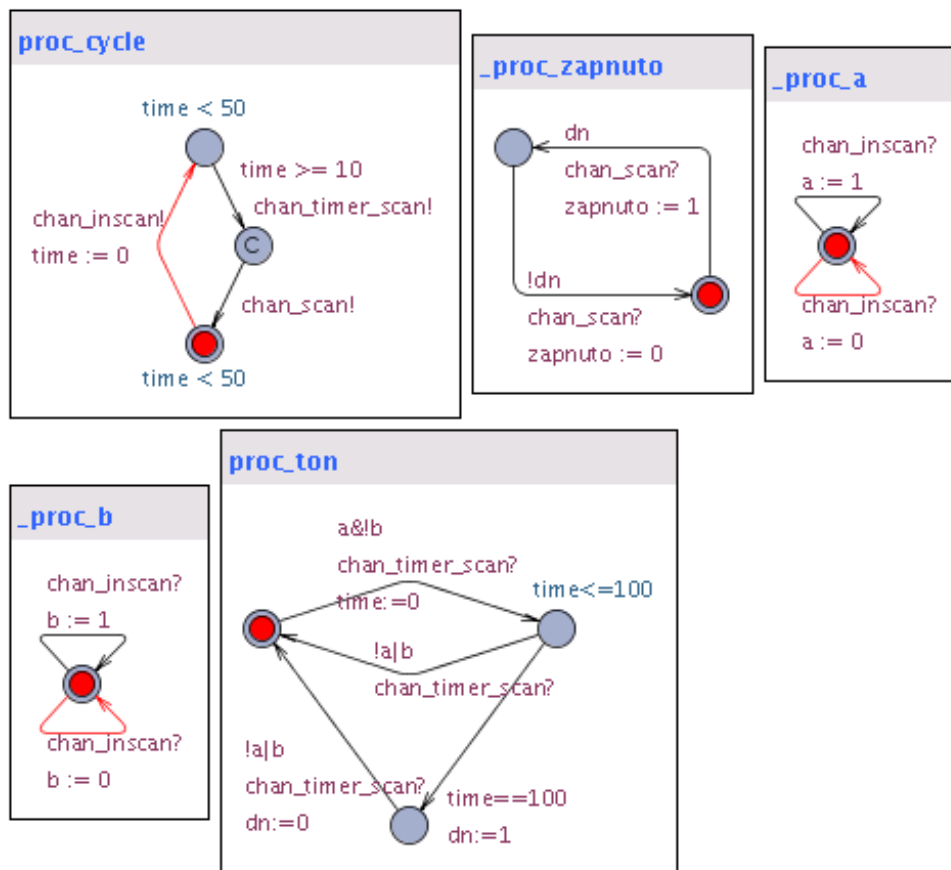 proc_cycle
time < 50
time >= 10
chan_timer_scan!
chan_inscan!
time := 0
C
chan_scan!
time < 50
_proc_zapnuto
dn
chan_scan?
zapnuto := 1
!dn
chan_scan?
zapnuto := 0
_proc_a
chan_inscan?
a := 1
chan_inscan?
a := 0
_proc_b
chan_inscan?
b := 1
chan_inscan?
b := 0
proc_ton
a&!b
chan_timer_scan?
time:=0
time<=100
!a|b
chan_timer_scan?
!a|b
chan_timer_scan?
dn:=0
time==100
dn:=1